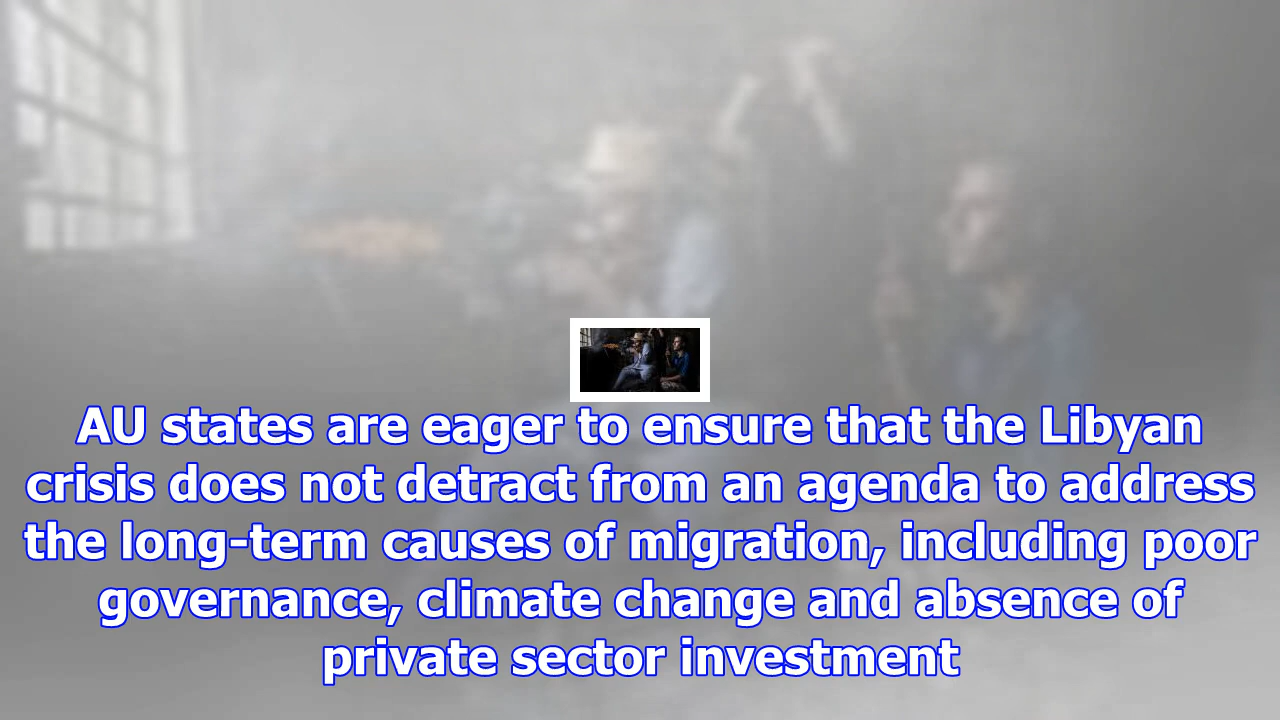 AU states are eager to ensure that the Libyan
crisis does not detract from an agenda to address
the long-term causes of migration, including poor
governance, climate change and absence of
private sector investment